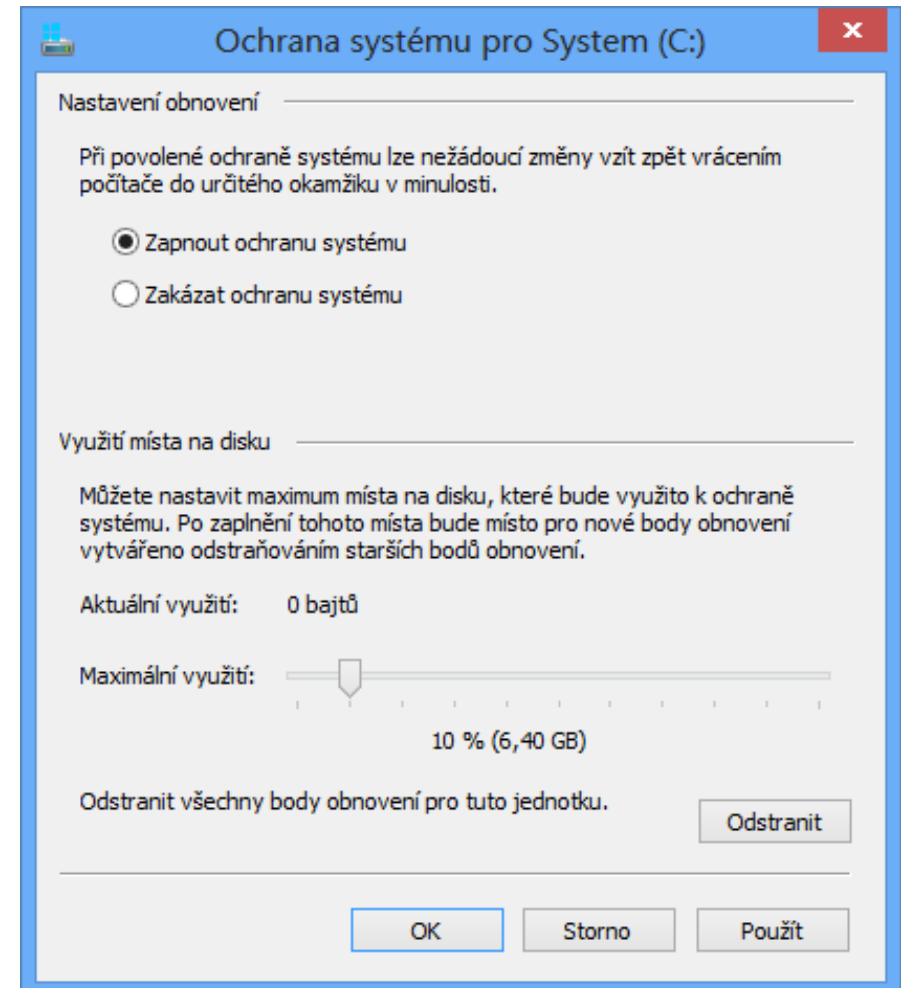 Ochrana systému pro System (C:)
Nastavení obnovení
Při povolené ochraně systému lze nežádoucí změny vzít zpět vrácením
počítače do určitého okamžiku v minulosti.
Zapnout ochranu systému
Zakázat ochranu systému
Využití místa na disku
Můžete nastavit maximum místa na disku, které bude využito k ochraně
systému. Po zaplnění tohoto místa bude místo pro nové body obnovení
vytvářeno odstraňováním starších bodů obnovení.
Aktuální využití: 0 bajtů
Maximální využití:
10 % (6,40 GB)
Odstranit všechny body obnovení pro tuto jednotku.
Odstranit
OK Storno Použít